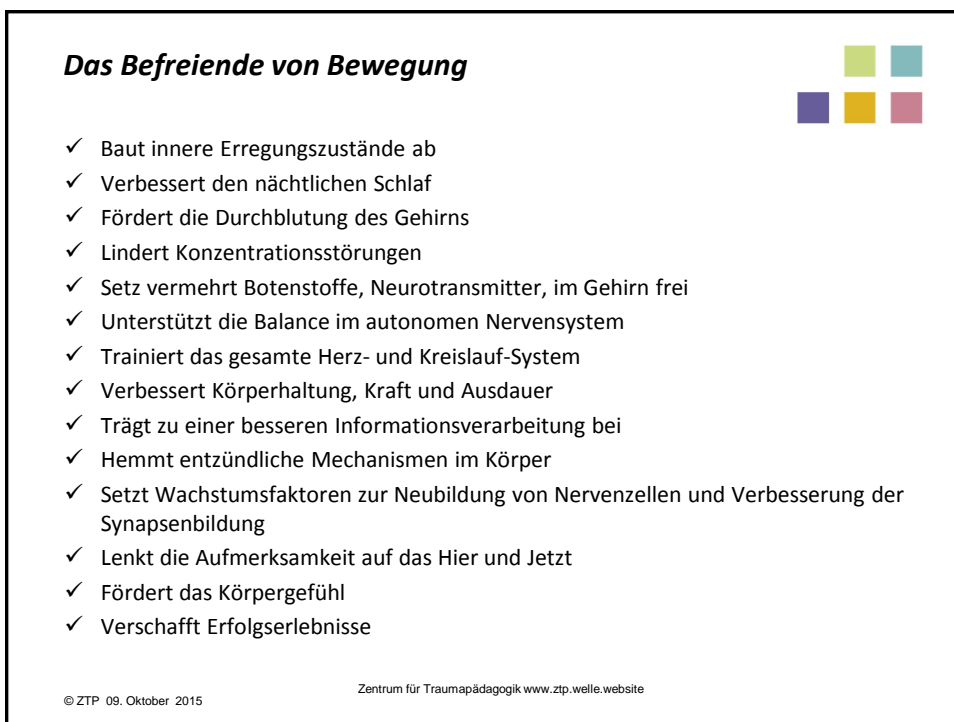 Das Befreiende von Bewegung
✓ Baut innere Erregungszustände ab
✓ Verbessert den nächtlichen Schlaf
✓ Fördert die Durchblutung des Gehirns
✓ Lindert Konzentrationsstörungen
✓ Setz vermehrt Botenstoffe, Neurotransmitter, im Gehirn frei
✓ Unterstützt die Balance im autonomen Nervensystem
✓ Trainiert das gesamte Herz- und Kreislauf-System
✓ Verbessert Körperhaltung, Kraft und Ausdauer
✓ Trägt zu einer besseren Informationsverarbeitung bei
✓ Hemmt entzündliche Mechanismen im Körper
✓ Setzt Wachstumsfaktoren zur Neubildung von Nervenzellen und Verbesserung der
Synapsenbildung
✓ Lenkt die Aufmerksamkeit auf das Hier und Jetzt
✓ Fördert das Körpergefühl
✓ Verschafft Erfolgserlebnisse
Zentrum für Traumapädagogik www.ztp.welle.website
© ZTP 09. Oktober 2015